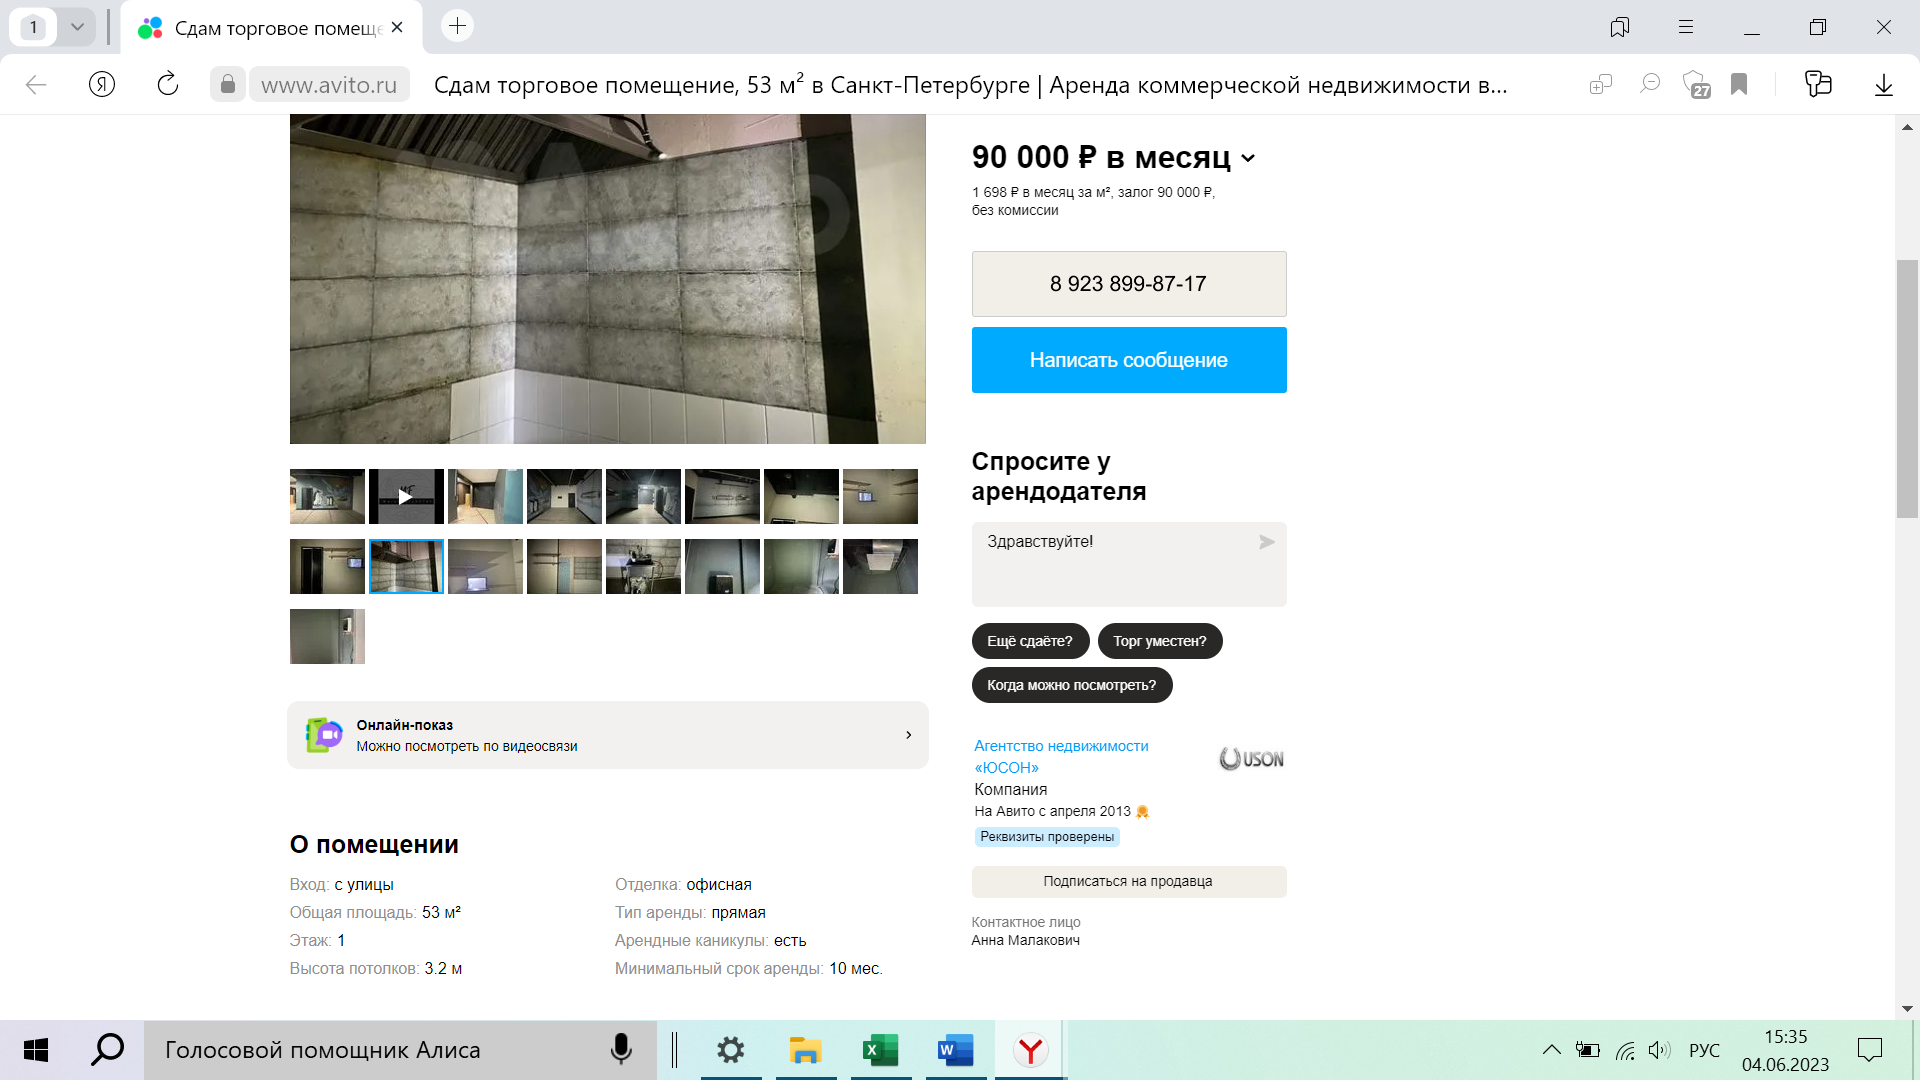 1
Сдам торговое помеще
www.avito.ru
Сдам торговое помещение, 53 м² в Санкт-Петербурге | Аренда коммерческой недвижимости в...
27
Avito
90 000 ₽ в месяц
1 698 ₽ в месяц за м², залог 90 000 ₽,
без комиссии
8 923 899-87-17
Написать сообщение
Спросите у
арендодателя
Здравствуйте!
Ещё сдаёте?
Торг уместен?
Когда можно посмотреть?
Онлайн-показ
Можно посмотреть по видеосвязи
Агентство недвижимости
«ЮСОН»
USON
Компания
На Авито с апреля 2013
Реквизиты проверены
Подписаться на продавца
Контактное лицо
Анна Малакович
О помещении
Вход: с улицы
Общая площадь: 53 м²
Этаж: 1
Высота потолков: 3.2 м
Отделка: офисная
Тип аренды: прямая
Арендные каникулы: есть
Минимальный срок аренды: 10 мес.
Голосовой помощник Алиса
РУС
15:35
04.06.2023